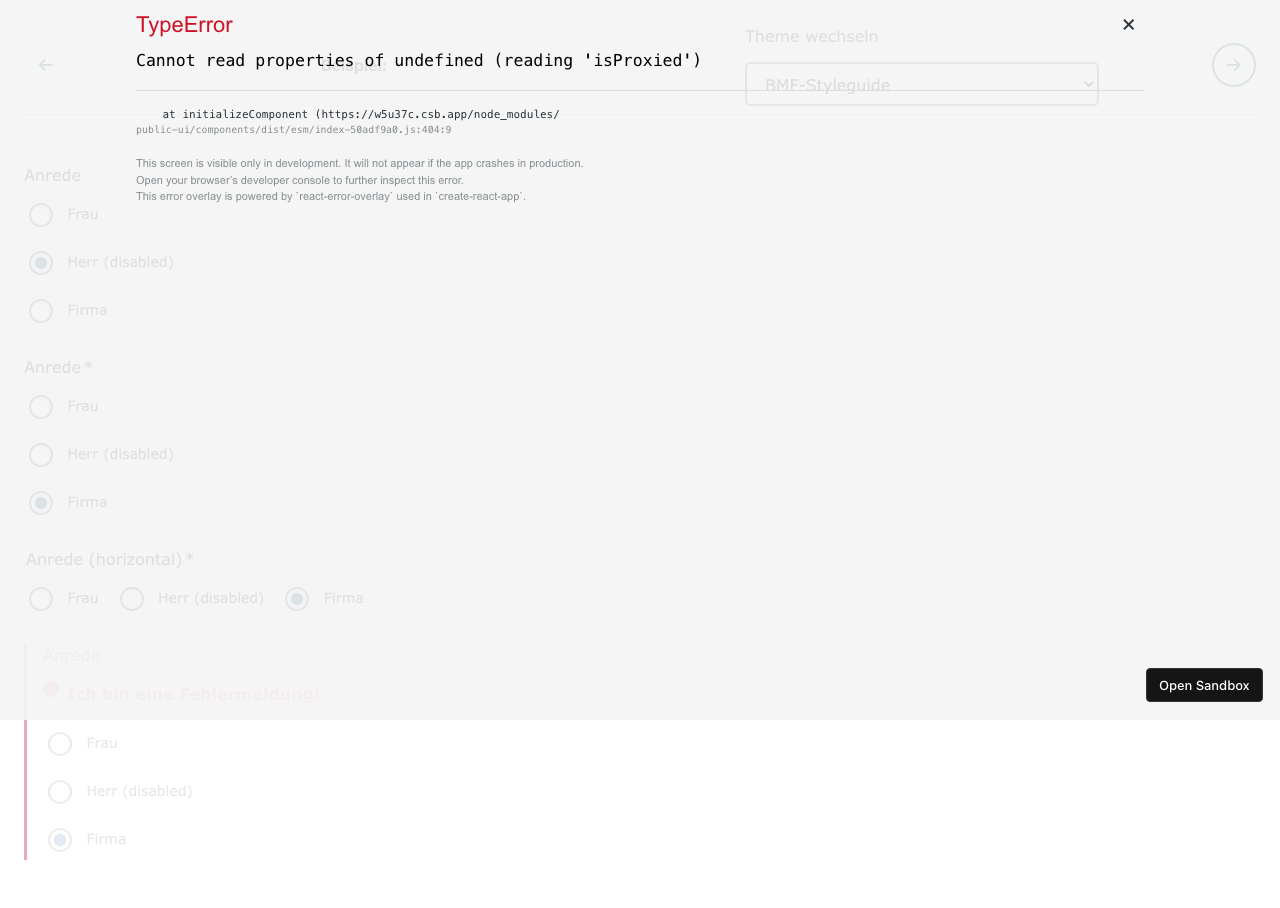 TypeError
Theme wechseln
Cannot read properties of undefined (reading 'isProxied')
Beispiel:
BMF-Styleguide
at initializeComponent (https://w5u37c.csb.app/node_modules/
public-ui/components/dist/esm/index-50adf9a0.js:404:9
This screen is visible only in development. It will not appear if the app crashes in production.
Open your browser's developer console to further inspect this error.
This error overlay is powered by `react-error-overlay` used in `create-react-app`.
Anrede
Frau
Herr (disabled)
Firma
Anrede *
Frau
Herr (disabled)
Firma
Anrede (horizontal) *
Frau Herr (disabled) Firma
Anrede
Ich bin eine Fehlermeldung!
Open Sandbox
Frau
Herr (disabled)
Firma